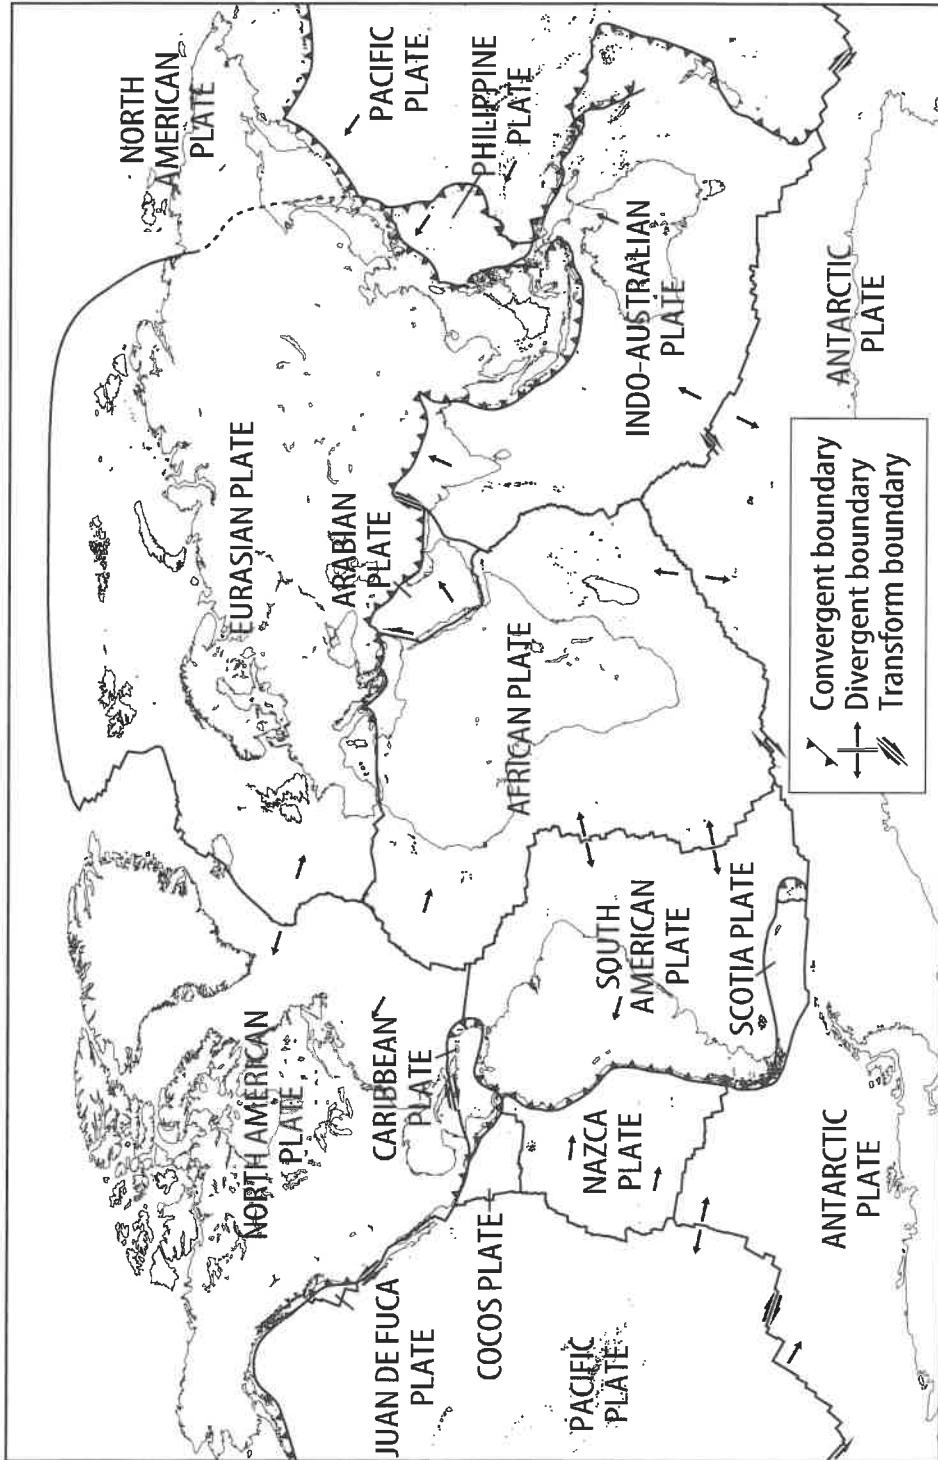 NORTH
AMERICAN
PLATE
EURASIAN PLATE
NORTH
AMERICAN
PLATE
JUAN DE FUCA
PLATE
CARIBBEAN
PLATE
ARABIAN
PLATE
PACIFIC
PLATE
COCOS PLATE
PHILIPPINE
PLATE
PACIFIC
PLATE
NAZCA
PLATE
SOUTH
AMERICAN
PLATE
AFRICAN PLATE
INDO-AUSTRALIAN
PLATE
SCOTIA PLATE
ANTARCTIC
PLATE
ANTARCTIC
PLATE
Convergent boundary
Divergent boundary
Transform boundary